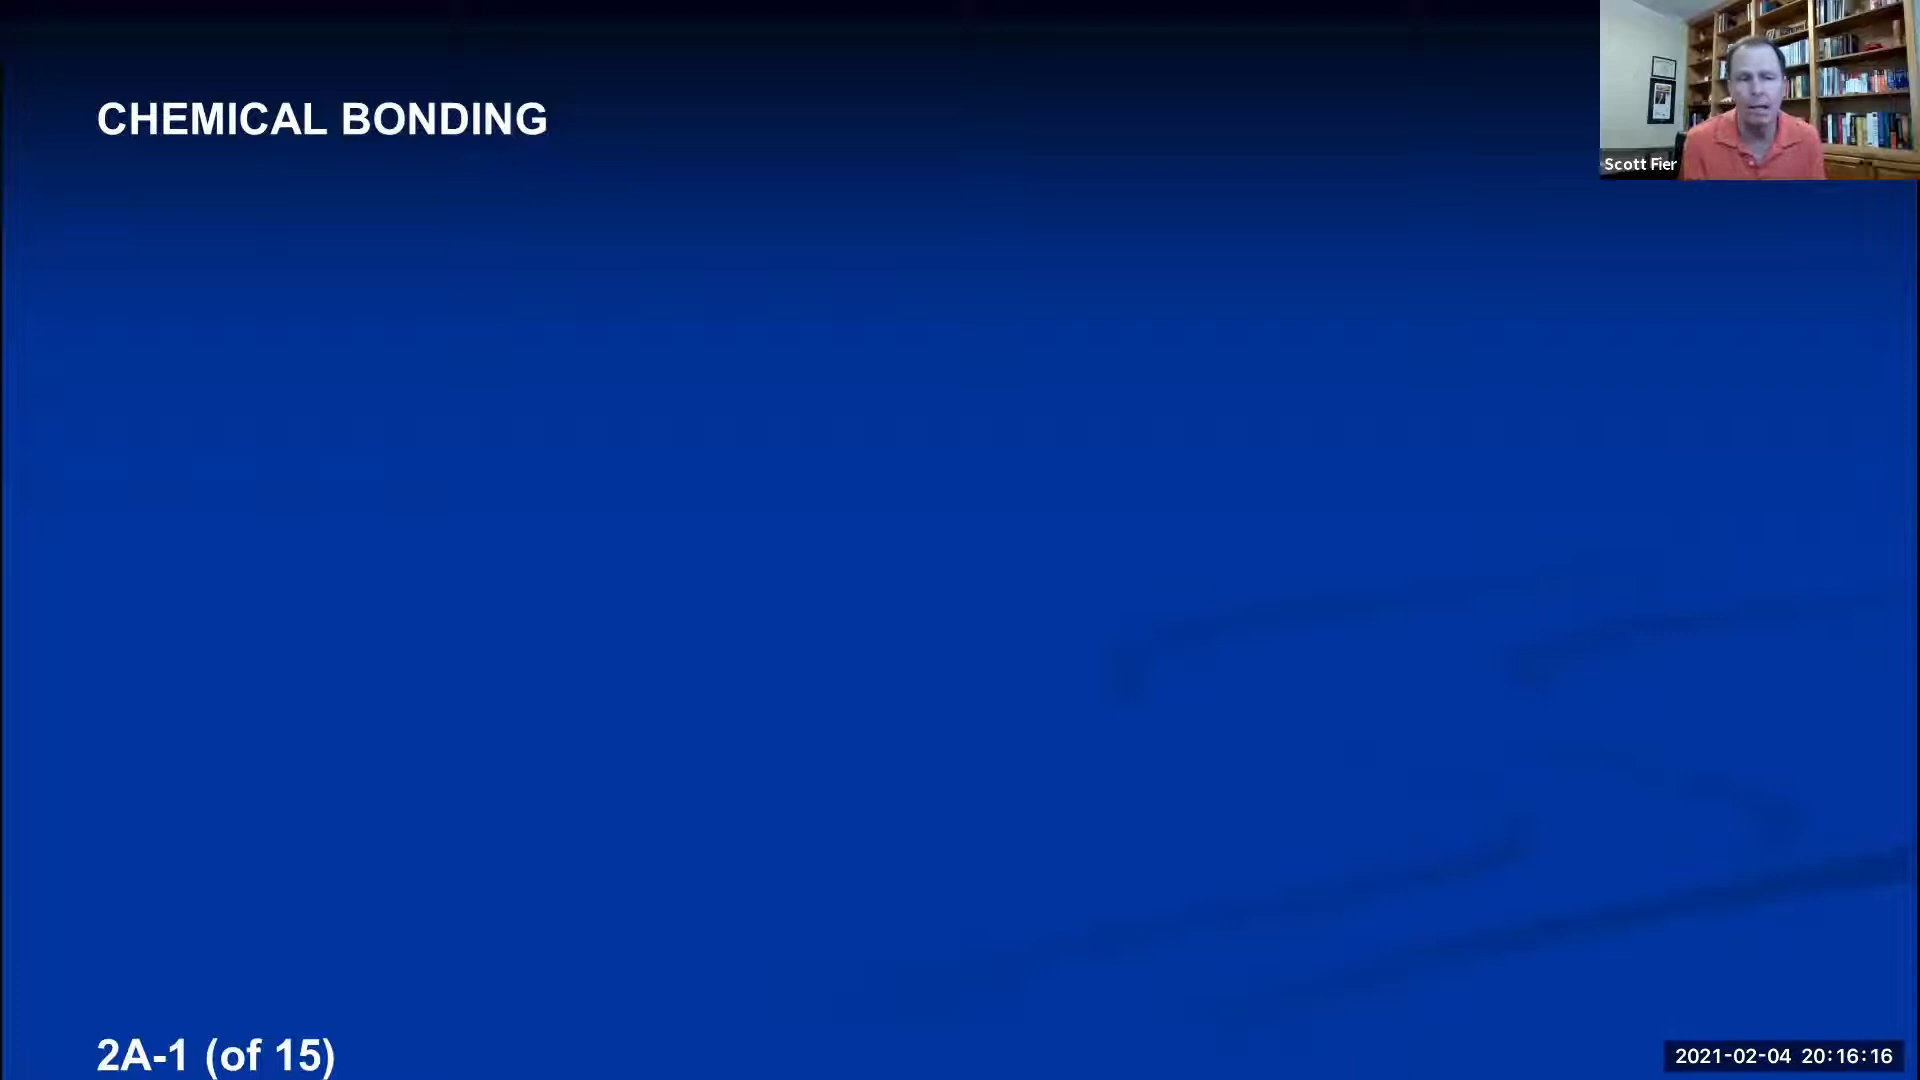 CHEMICAL BONDING
Scott Fier
2A-1 (of 15)
2021-02-04 20:16:16